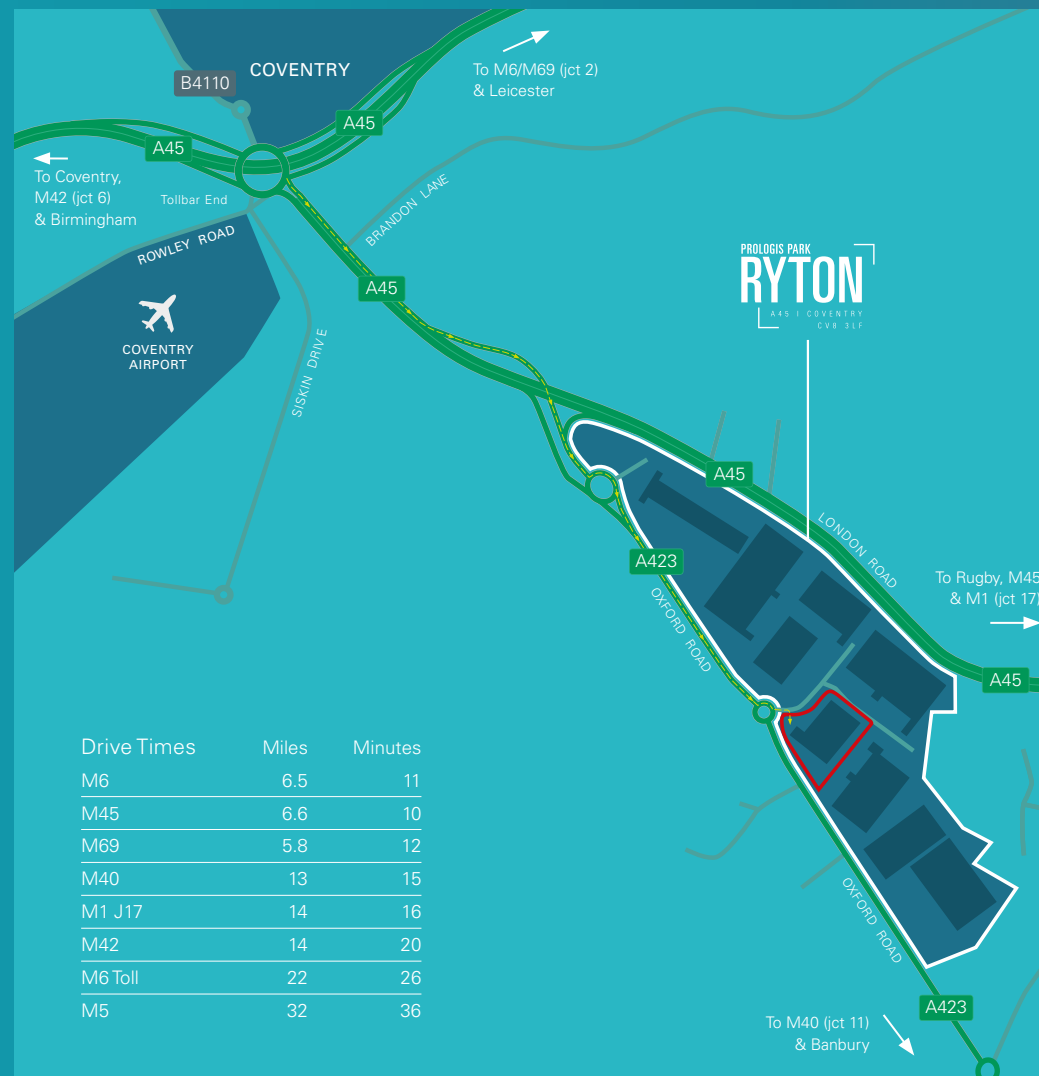 COVENTRY
B4110
To M6/M69 (jct 2)
& Leicester
A45
A45
To Coventry,
M42 (jct 6)
& Birmingham
Tollbar End
BRANDON LANE
ROWLEY ROAD
A45
COVENTRY
AIRPORT
SISKIN DRIVE
PROLOGIS PARK
RYTON
A45 | COVENTRY
CV8 3LF
A45
LONDON ROAD
A423
OXFORD ROAD
To Rugby, M45
& M1 (jct 17)
A45
Drive Times Miles Minutes
M6 6.5 11
M45 6.6 10
M69 5.8 12
M40 13 15
M1 J17 14 16
M42 14 20
M6 Toll 22 26
M5 32 36
OXFORD ROAD
A423
To M40 (jct 11)
& Banbury